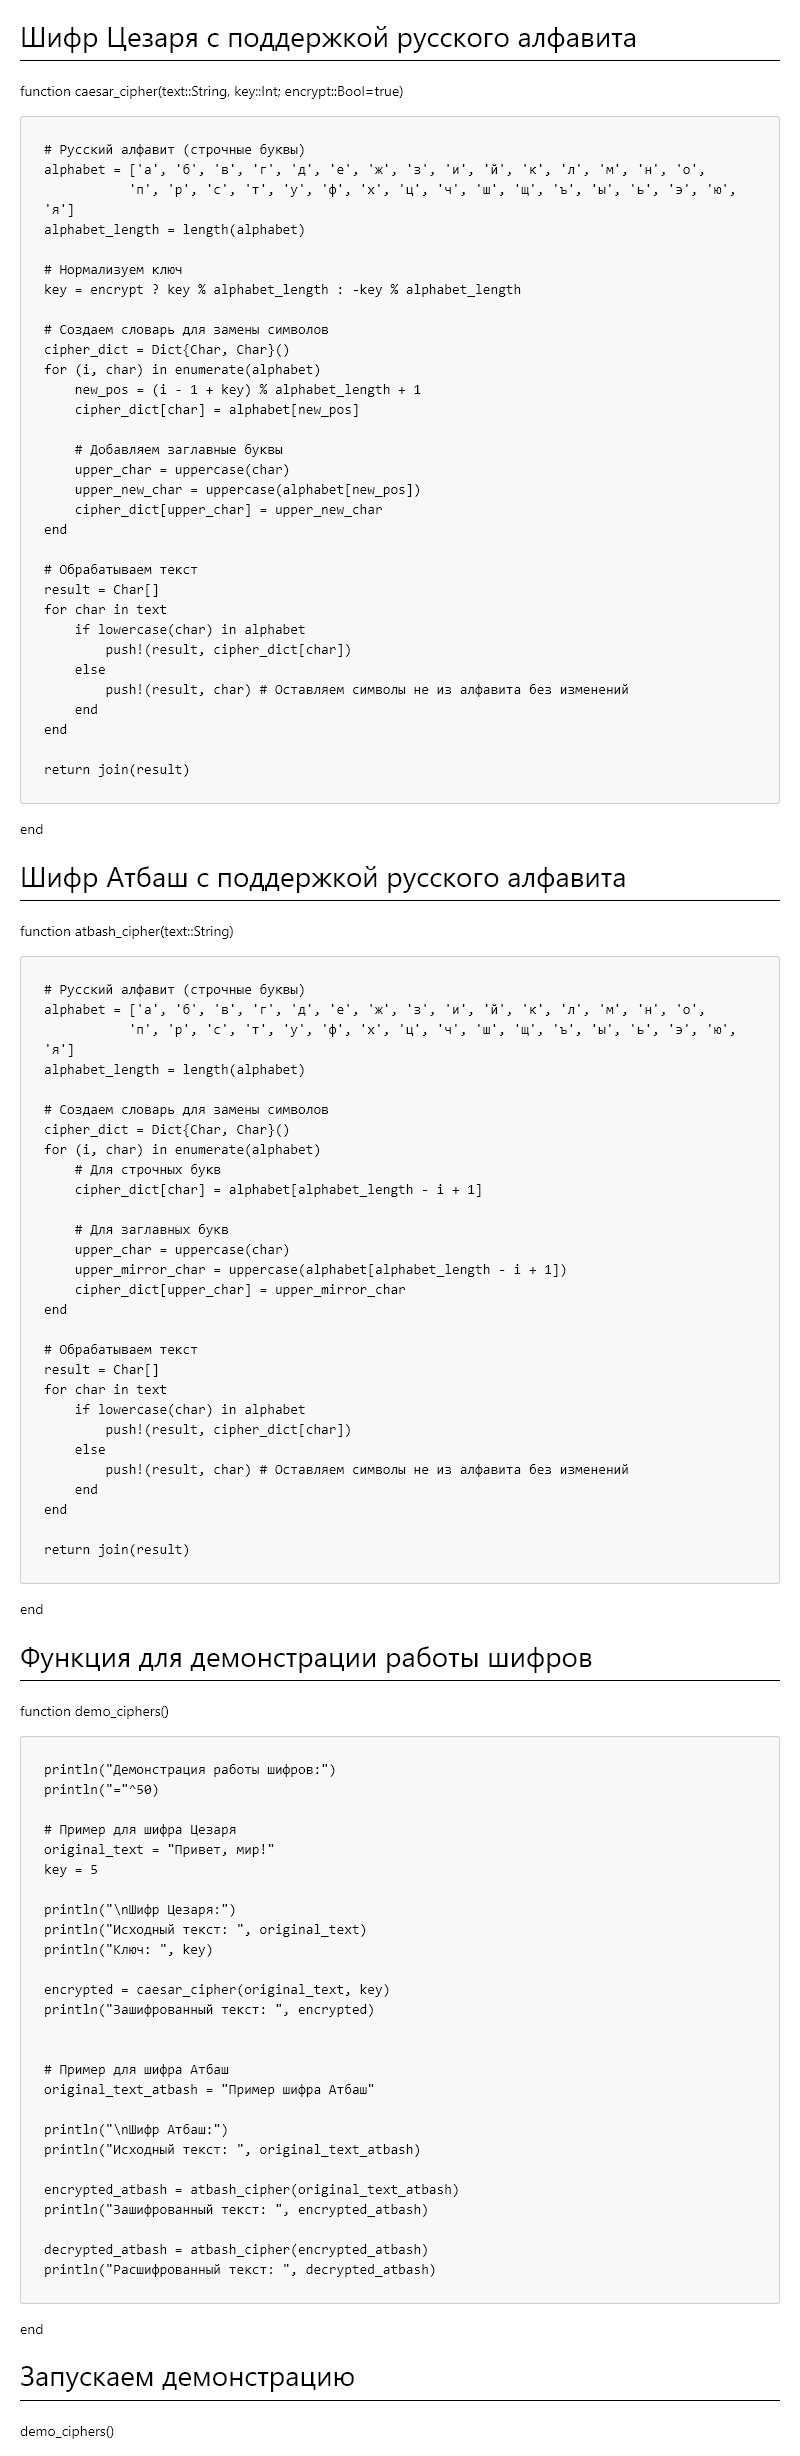 Шифр Цезаря с поддержкой русского алфавита
function caesar_cipher(text::String, key::Int; encrypt::Bool=true)
# Русский алфавит (строчные буквы)
alphabet = ['а', 'б', 'в', 'г', 'д', 'е', 'ж', 'з', 'и', 'й', 'к', 'л', 'м', 'н', 'о',
'п', 'р', 'с', 'т', 'у', 'ф', 'х', 'ц', 'ч', 'ш', 'щ', 'ъ', 'ы', 'ь', 'э', 'ю',
'я']
alphabet_length = length(alphabet)
# Нормализуем ключ
key = encrypt ? key % alphabet_length : -key % alphabet_length
# Создаем словарь для замены символов
cipher_dict = Dict{Char, Char}()
for (i, char) in enumerate(alphabet)
new_pos = (i - 1 + key) % alphabet_length + 1
cipher_dict[char] = alphabet[new_pos]
# Добавляем заглавные буквы
upper_char = uppercase(char)
upper_new_char = uppercase(alphabet[new_pos])
cipher_dict[upper_char] = upper_new_char
end
# Обрабатываем текст
result = Char[]
for char in text
if lowercase(char) in alphabet
push!(result, cipher_dict[char])
else
push!(result, char) # Оставляем символы не из алфавита без изменений
end
end
return join(result)
end
Шифр Атбаш с поддержкой русского алфавита
function atbash_cipher(text::String)
# Русский алфавит (строчные буквы)
alphabet = ['а', 'б', 'в', 'г', 'д', 'е', 'ж', 'з', 'и', 'й', 'к', 'л', 'м', 'н', 'о',
'п', 'р', 'с', 'т', 'у', 'ф', 'х', 'ц', 'ч', 'ш', 'щ', 'ъ', 'ы', 'ь', 'э', 'ю',
'я']
alphabet_length = length(alphabet)
# Создаем словарь для замены символов
cipher_dict = Dict{Char, Char}()
for (i, char) in enumerate(alphabet)
# Для строчных букв
cipher_dict[char] = alphabet[alphabet_length - i + 1]
# Для заглавных букв
upper_char = uppercase(char)
upper_mirror_char = uppercase(alphabet[alphabet_length - i + 1])
cipher_dict[upper_char] = upper_mirror_char
end
# Обрабатываем текст
result = Char[]
for char in text
if lowercase(char) in alphabet
push!(result, cipher_dict[char])
else
push!(result, char) # Оставляем символы не из алфавита без изменений
end
end
return join(result)
end
Функция для демонстрации работы шифров
function demo_ciphers()
println("Демонстрация работы шифров:")
println("="^50)
# Пример для шифра Цезаря
original_text = "Привет, мир!"
key = 5
println("\nШифр Цезаря:")
println("Исходный текст: ", original_text)
println("Ключ: ", key)
encrypted = caesar_cipher(original_text, key)
println("Зашифрованный текст: ", encrypted)
# Пример для шифра Атбаш
original_text_atbash = "Пример шифра Атбаш"
println("\nШифр Атбаш:")
println("Исходный текст: ", original_text_atbash)
encrypted_atbash = atbash_cipher(original_text_atbash)
println("Зашифрованный текст: ", encrypted_atbash)
decrypted_atbash = atbash_cipher(encrypted_atbash)
println("Расшифрованный текст: ", decrypted_atbash)
end
Запускаем демонстрацию
demo_ciphers()